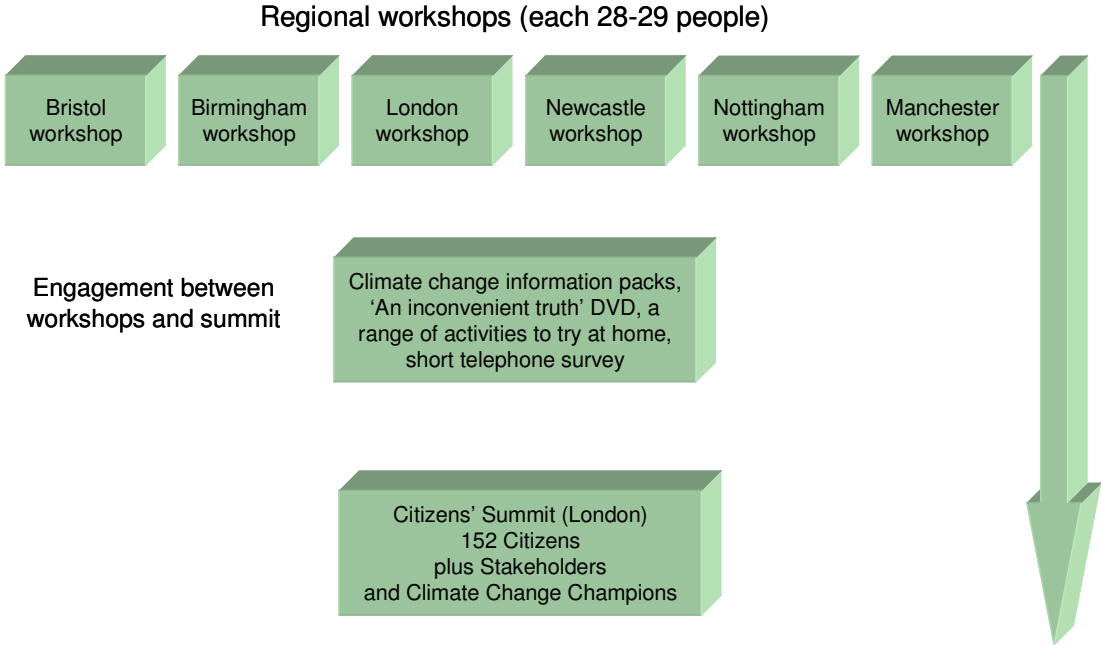 Regional workshops (each 28-29 people)
Bristol
workshop
Birmingham
workshop
London
workshop
Newcastle
workshop
Nottingham
workshop
Manchester
workshop
Engagement between
workshops and summit
Climate change information packs,
‘An inconvenient truth’ DVD, a
range of activities to try at home,
short telephone survey
Citizens’ Summit (London)
152 Citizens
plus Stakeholders
and Climate Change Champions